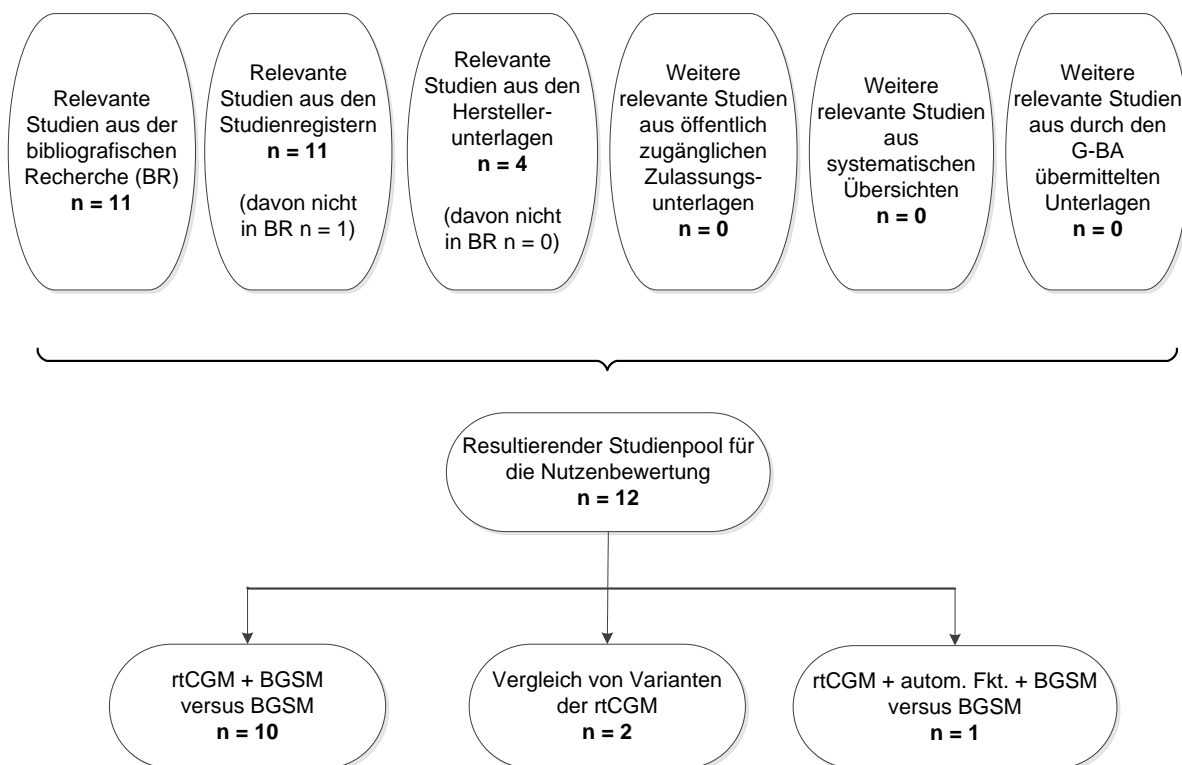 Relevante
Studien aus der
bibliografischen
Recherche (BR)
n = 11
Relevante
Studien aus den
Studienregistern
n = 11
(davon nicht
in BR n = 1)
Relevante
Studien aus den
Hersteller-
unterlagen
n = 4
(davon nicht
in BR n = 0)
Weitere
relevante Studien
aus öffentlich
zugänglichen
Zulassungs-
unterlagen
n = 0
Weitere
relevante Studien
aus
systematischen
Übersichten
n = 0
Weitere
relevante Studien
aus durch den
G-BA
übermittelten
Unterlagen
n = 0
Resultierender Studienpool für
die Nutzenbewertung
n = 12
rtCGM + BGSM
versus BGSM
n = 10
Vergleich von Varianten
der rtCGM
n = 2
rtCGM + autom. Fkt. + BGSM
versus BGSM
n = 1